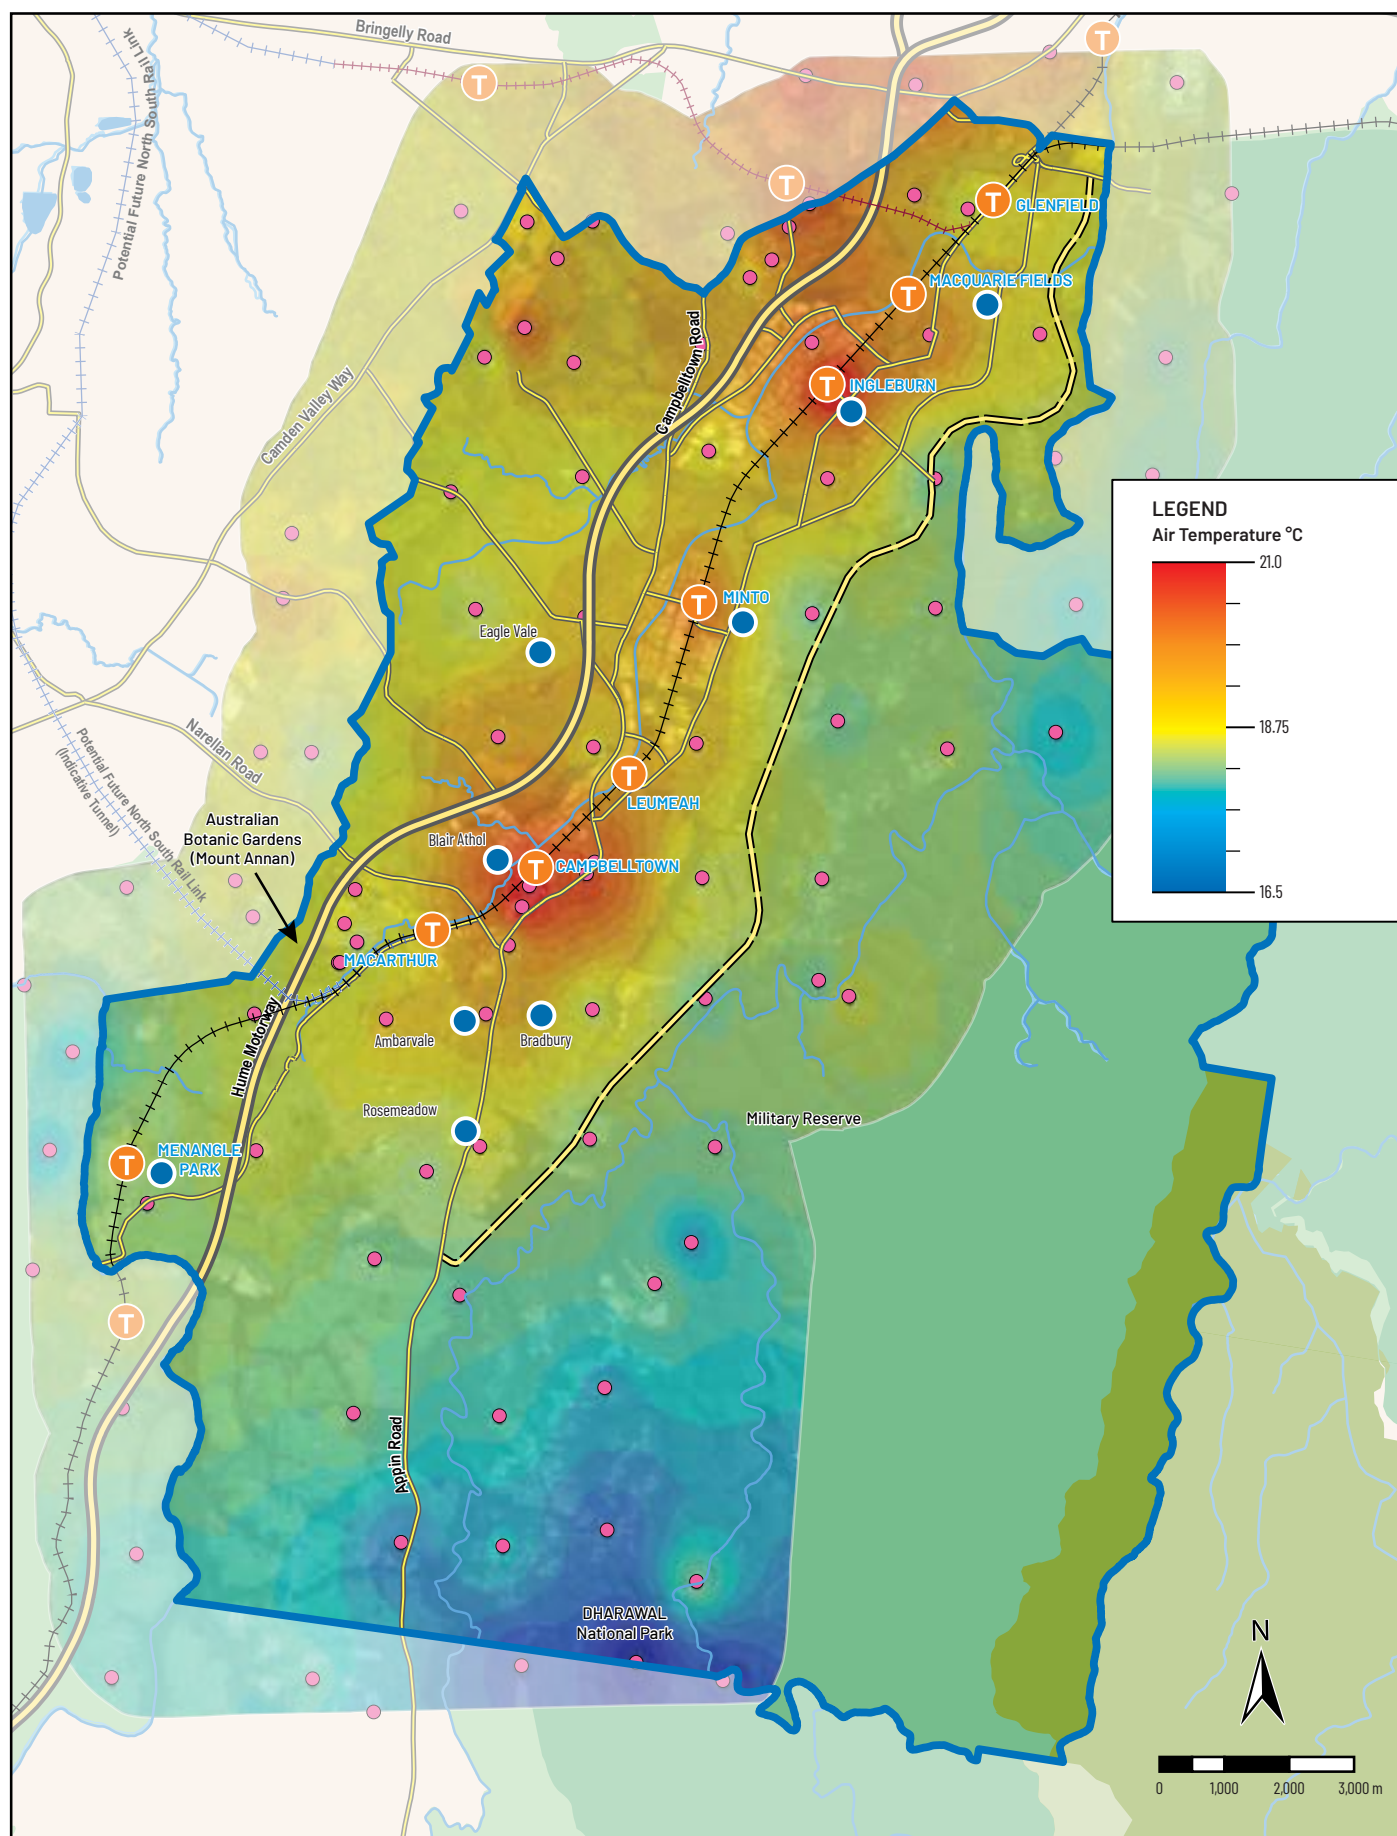 Bringelly Road
Potential Future North South Rail Link
T
T
T
T
GLENFIELD
T
MACQUARIE FIELDS
Campbelltown Road
T
INGLEBURN
Camden Valley Way
LEGEND
Air Temperature °C
21.0
18.75
16.5
T
MINTO
Eagle Vale
Narellan Road
Potential Future North South Rail Link
(Indicative Tunnel)
T
LEUMEAH
Australian
Botanic Gardens
(Mount Annan)
Blair Athol
T
CAMPBELLTOWN
T
MACARTHUR
Hume Motorway
Ambarvale
Bradbury
Rosemeadow
Military Reserve
T
MENANGLE
PARK
T
Appin Road
DHARAWAL
National Park
N
0
1,000
2,000
3,000 m